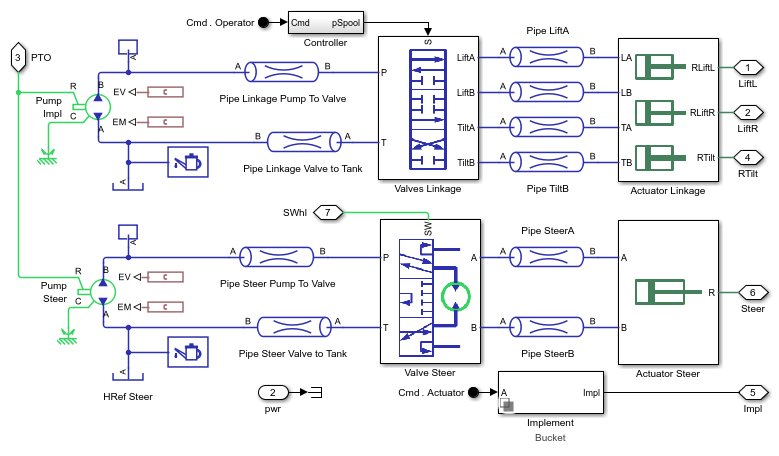 Cmd . Operator
Cmd pSpool
Controller
3
PTO
R
Pump
Impl
C
B
A
A
EV
C
EM
C
A
A B
Pipe Linkage Pump To Valve
B A
Pipe Linkage Valve to Tank
S
P
T
LiftA
LiftB
TiltA
TiltB
Valves Linkage
Pipe LiftA
A B
A B
A B
A B
Pipe TiltB
LA
LB
TA
TB
RLiftL
RLiftR
RTilt
Actuator Linkage
1
LiftL
2
LiftR
4
RTilt
SWhl
7
R
Pump
Steer
C
B
A
A
EV
C
EM
C
A
HRef Steer
A B
Pipe Steer Pump To Valve
B A
Pipe Steer Valve to Tank
SW
P
T
A
B
Valve Steer
Pipe SteerA
A B
A B
Pipe SteerB
A
B
R
Actuator Steer
6
Steer
2
pwr
Cmd . Actuator
A Impl
Implement
Bucket
5
Impl